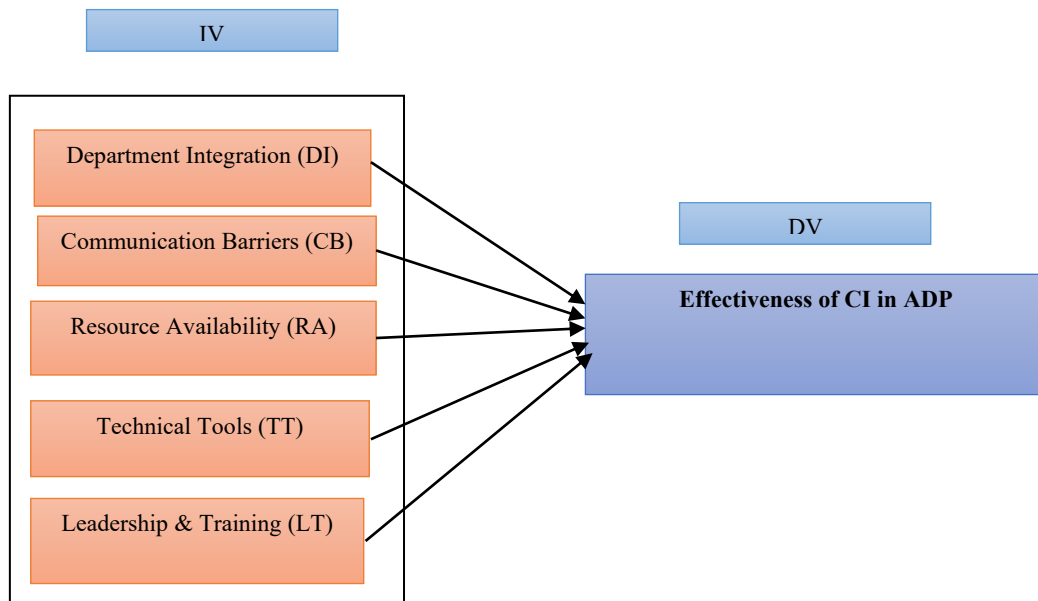 IV
Department Integration (DI)
Communication Barriers (CB)
Resource Availability (RA)
Technical Tools (TT)
Leadership & Training (LT)
DV
Effectiveness of CI in ADP